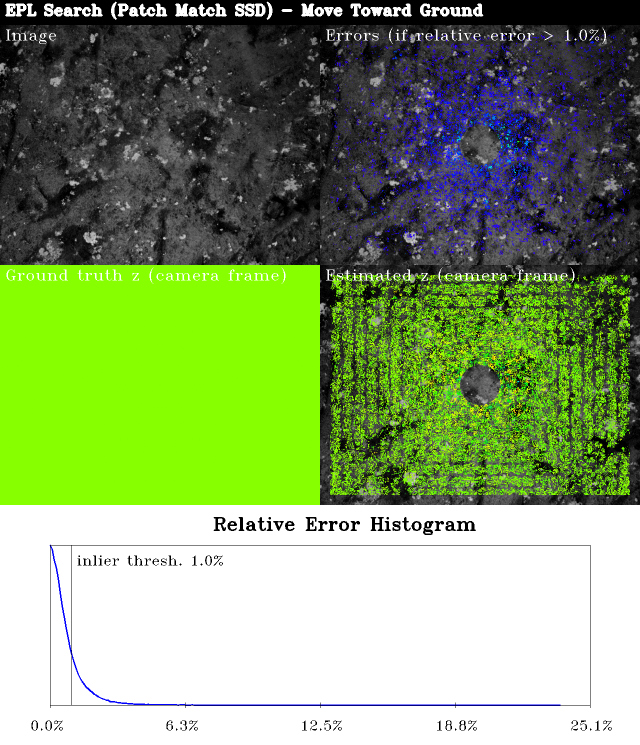 EPL Search (Patch Match SSD) - Move Toward Ground
Image
Errors (if relative error > 1.0%)
Ground truth z (camera frame)
Estimated z (camera frame)
Relative Error Histogram
inlier thresh. 1.0%
0.0% 6.3% 12.5% 18.8% 25.1%